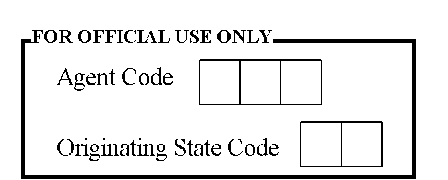 FOR OFFICIAL USE ONLY
Agent Code
Originating State Code